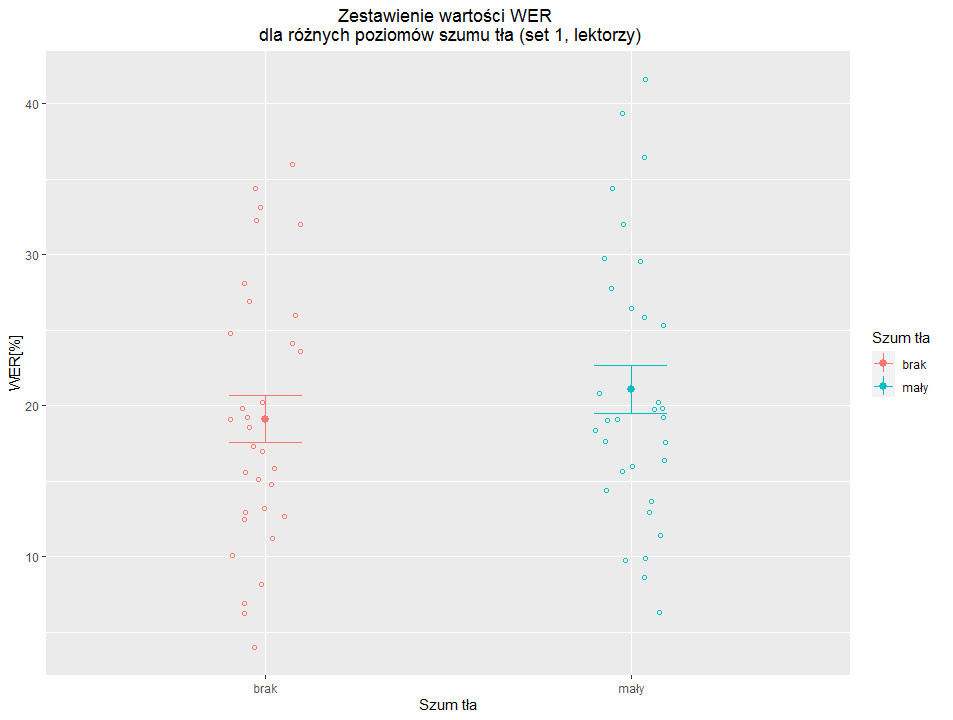 Zestawienie wartości WER
dla różnych poziomów szumu tła (set 1, lektorzy)
WER[%]
40
30
20
10
brak
mały
Szum tła
Szum tła
brak
mały